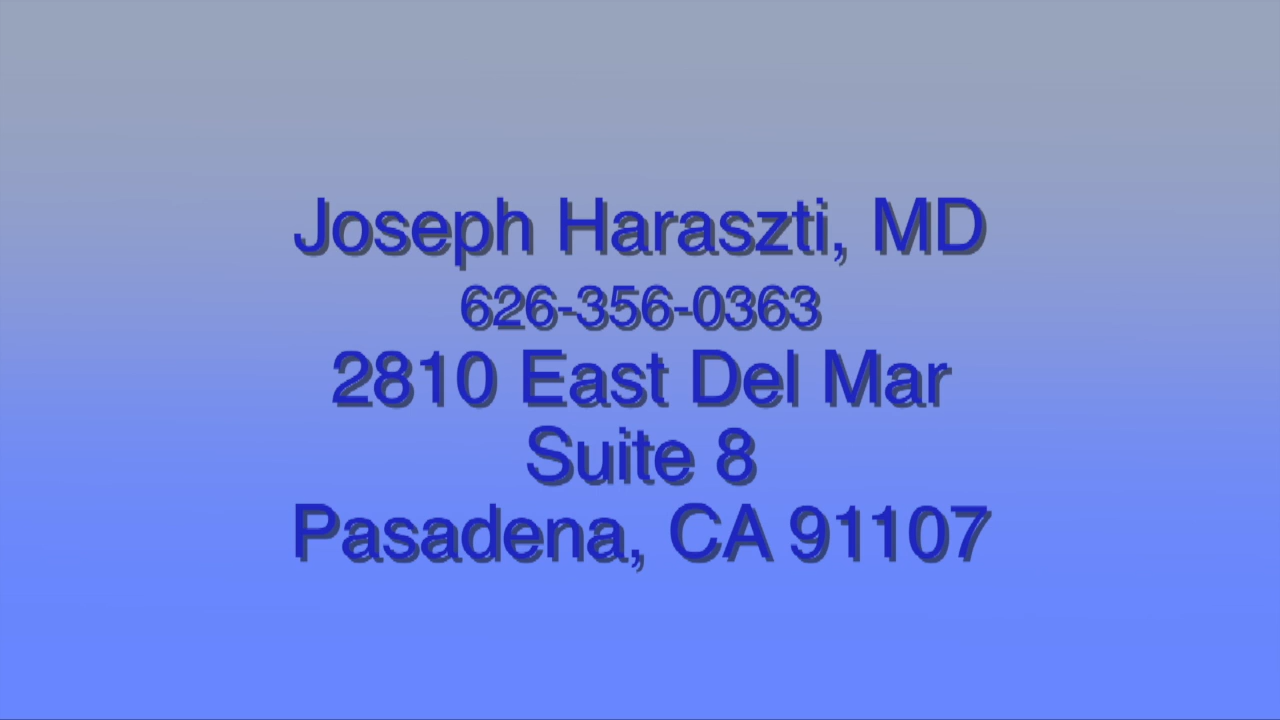 Joseph Haraszti, MD
626-356-0363
2810 East Del Mar
Suite 8
Pasadena, CA 91107